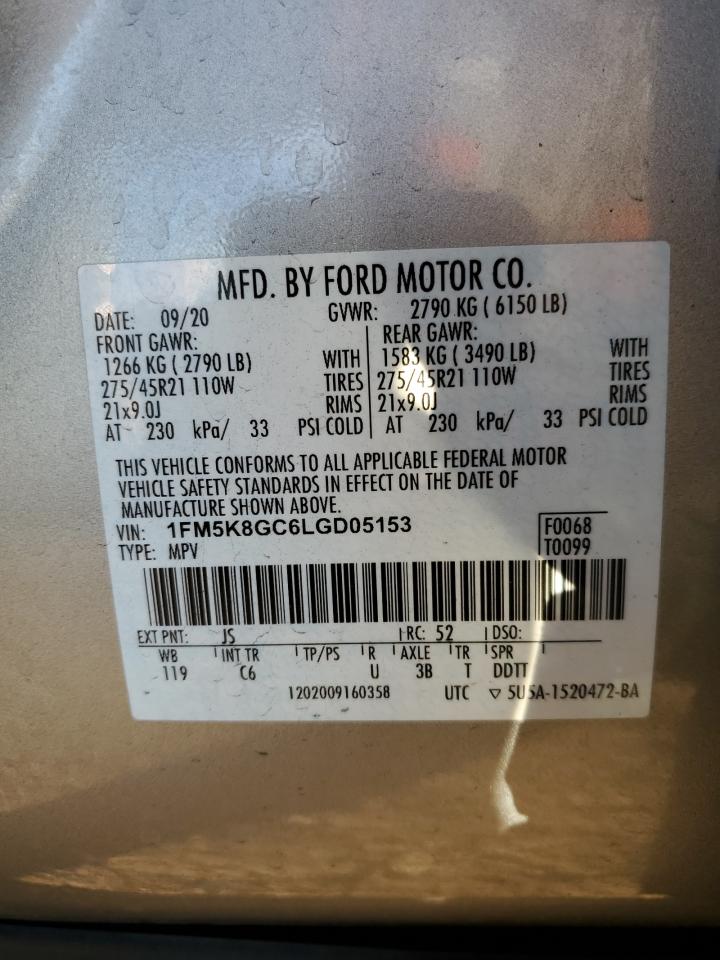 MFD. BY FORD MOTOR CO.
DATE: 09/20 GVWR: 2790 KG ( 6150 LB)
FRONT GAWR: REAR GAWR:
1266 KG ( 2790 LB) WITH 1583 KG ( 3490 LB) WITH
275/45R21 110W TIRES 275/45R21 110W TIRES
21x9.0J RIMS 21x9.0J RIMS
AT 230 kPa/ 33 PSI COLD AT 230 kPa/ 33 PSI COLD
THIS VEHICLE CONFORMS TO ALL APPLICABLE FEDERAL MOTOR
VEHICLE SAFETY STANDARDS IN EFFECT ON THE DATE OF
MANUFACTURE SHOWN ABOVE.
VIN: 1FM5K8GC6LGD05153 F0068
TYPE: MPV T0099
EXT PNT: JS RC: 52 DSO:
WB INT TR TP/PS R AXLE TR SPR
119 C6 U 3B T DDTT
1202009160358 UTC ▽ 5U5A-1520472-BA